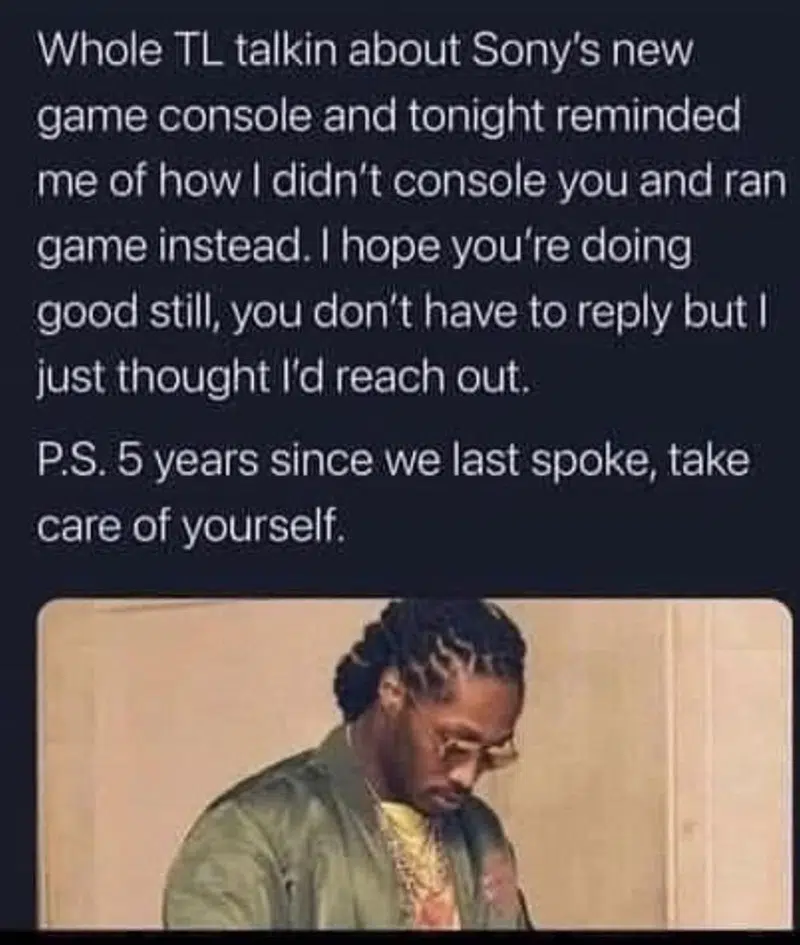 Whole TL talkin about Sony's new
game console and tonight reminded
me of how I didn't console you and ran
game instead. I hope you're doing
good still, you don't have to reply but I
just thought I'd reach out.
P.S. 5 years since we last spoke, take
care of yourself.